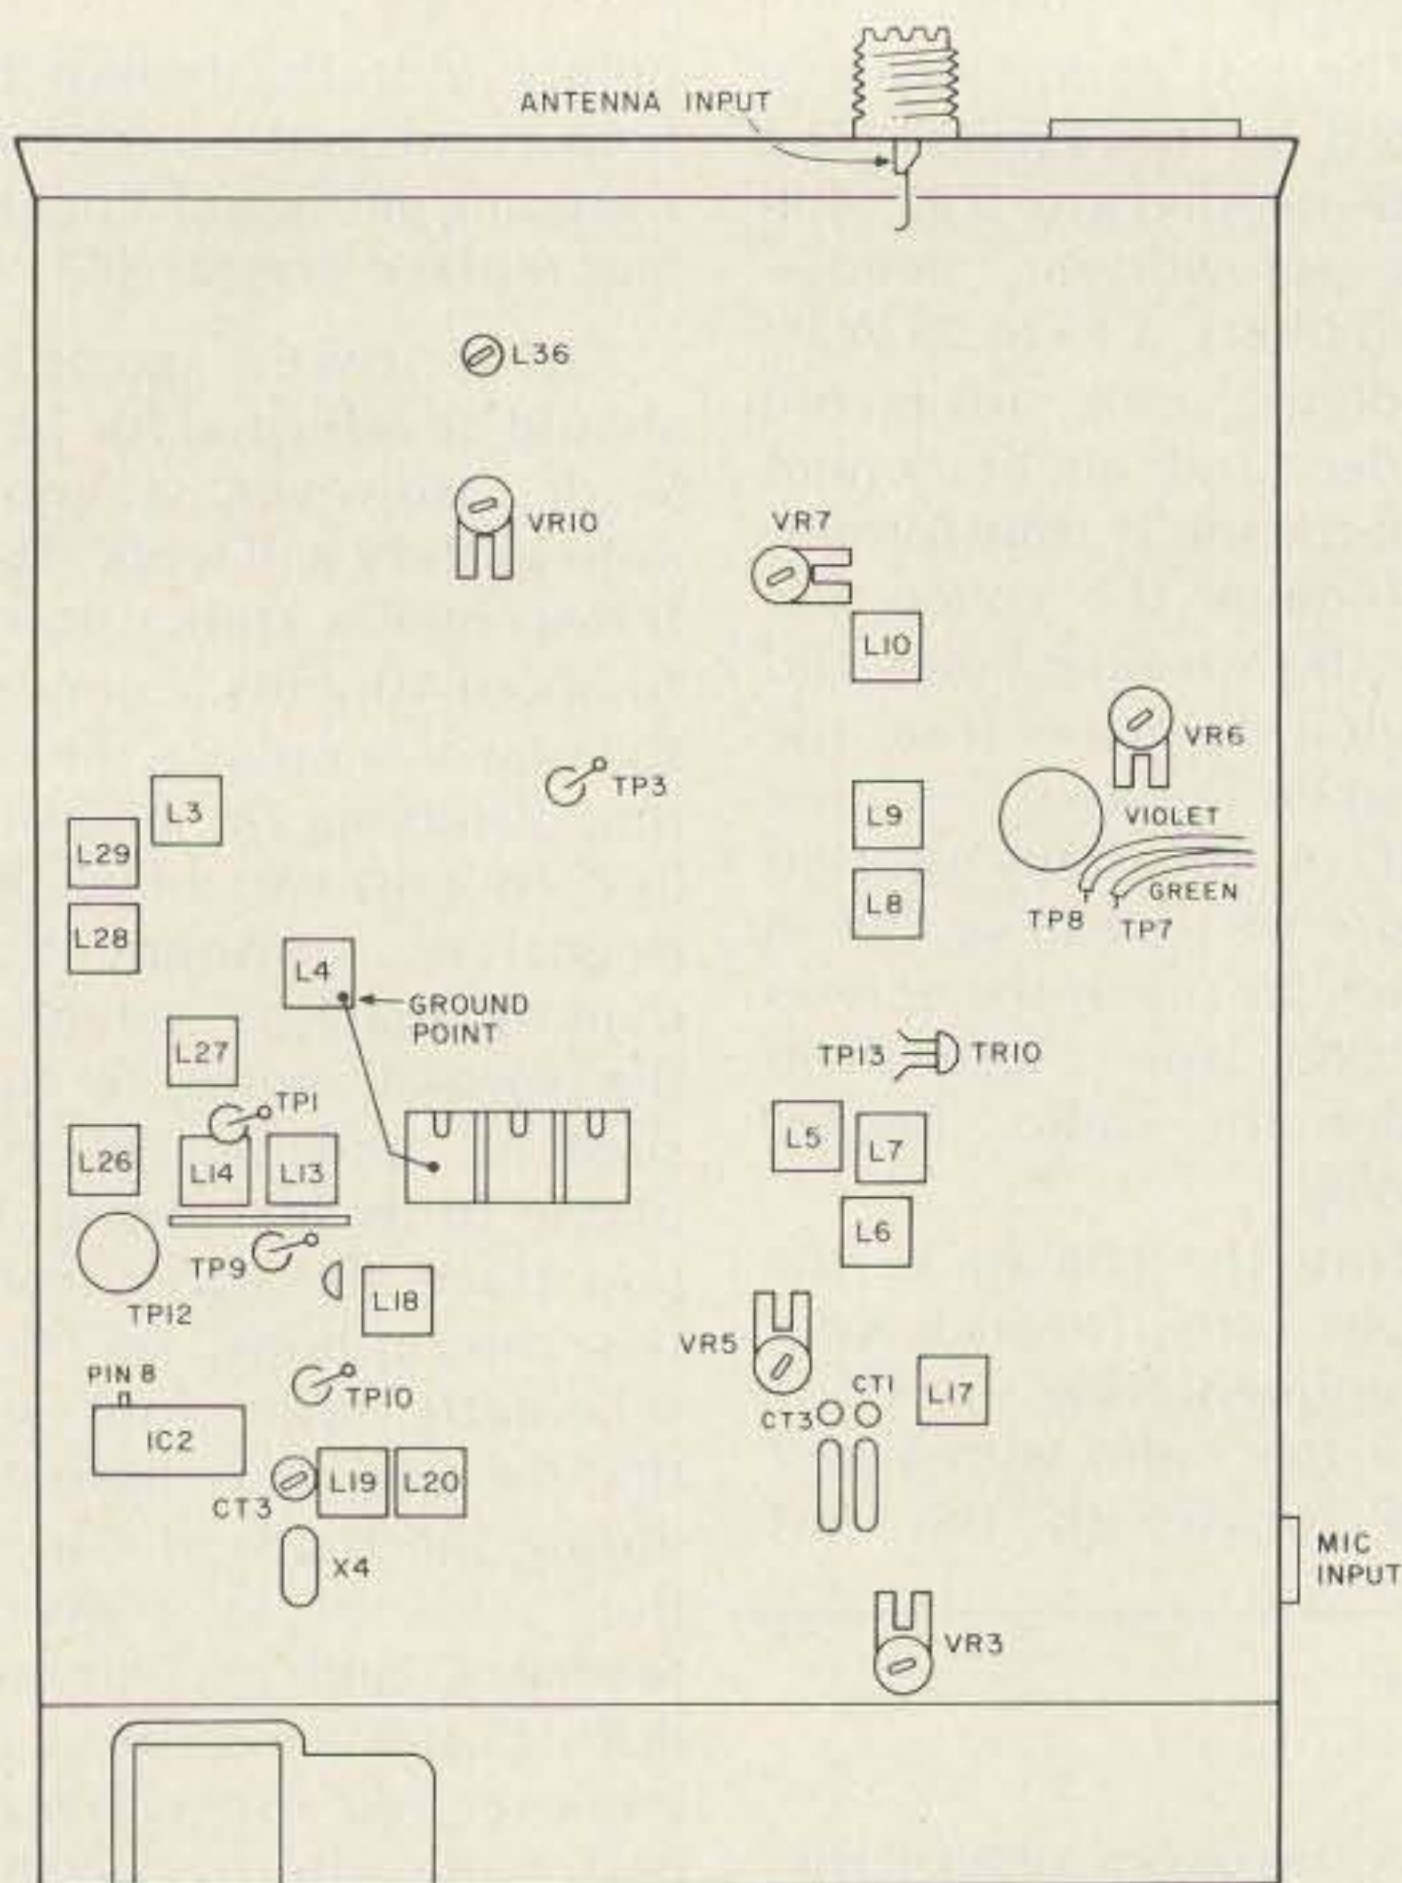 ANTENNA INPUT
L36
VR10
VR7
L10
VR6
TP3
L3
L29
L9
VIOLET
L8
GREEN
TP8
TP7
L28
L4
GROUND
POINT
L27
TP13
TR10
TP1
L5
L7
L26
L14
L13
L6
TP9
L18
TP12
VR5
PIN 8
TP10
CT1
L17
CT3
IC2
L19
L20
CT3
X4
MIC
INPUT
VR3